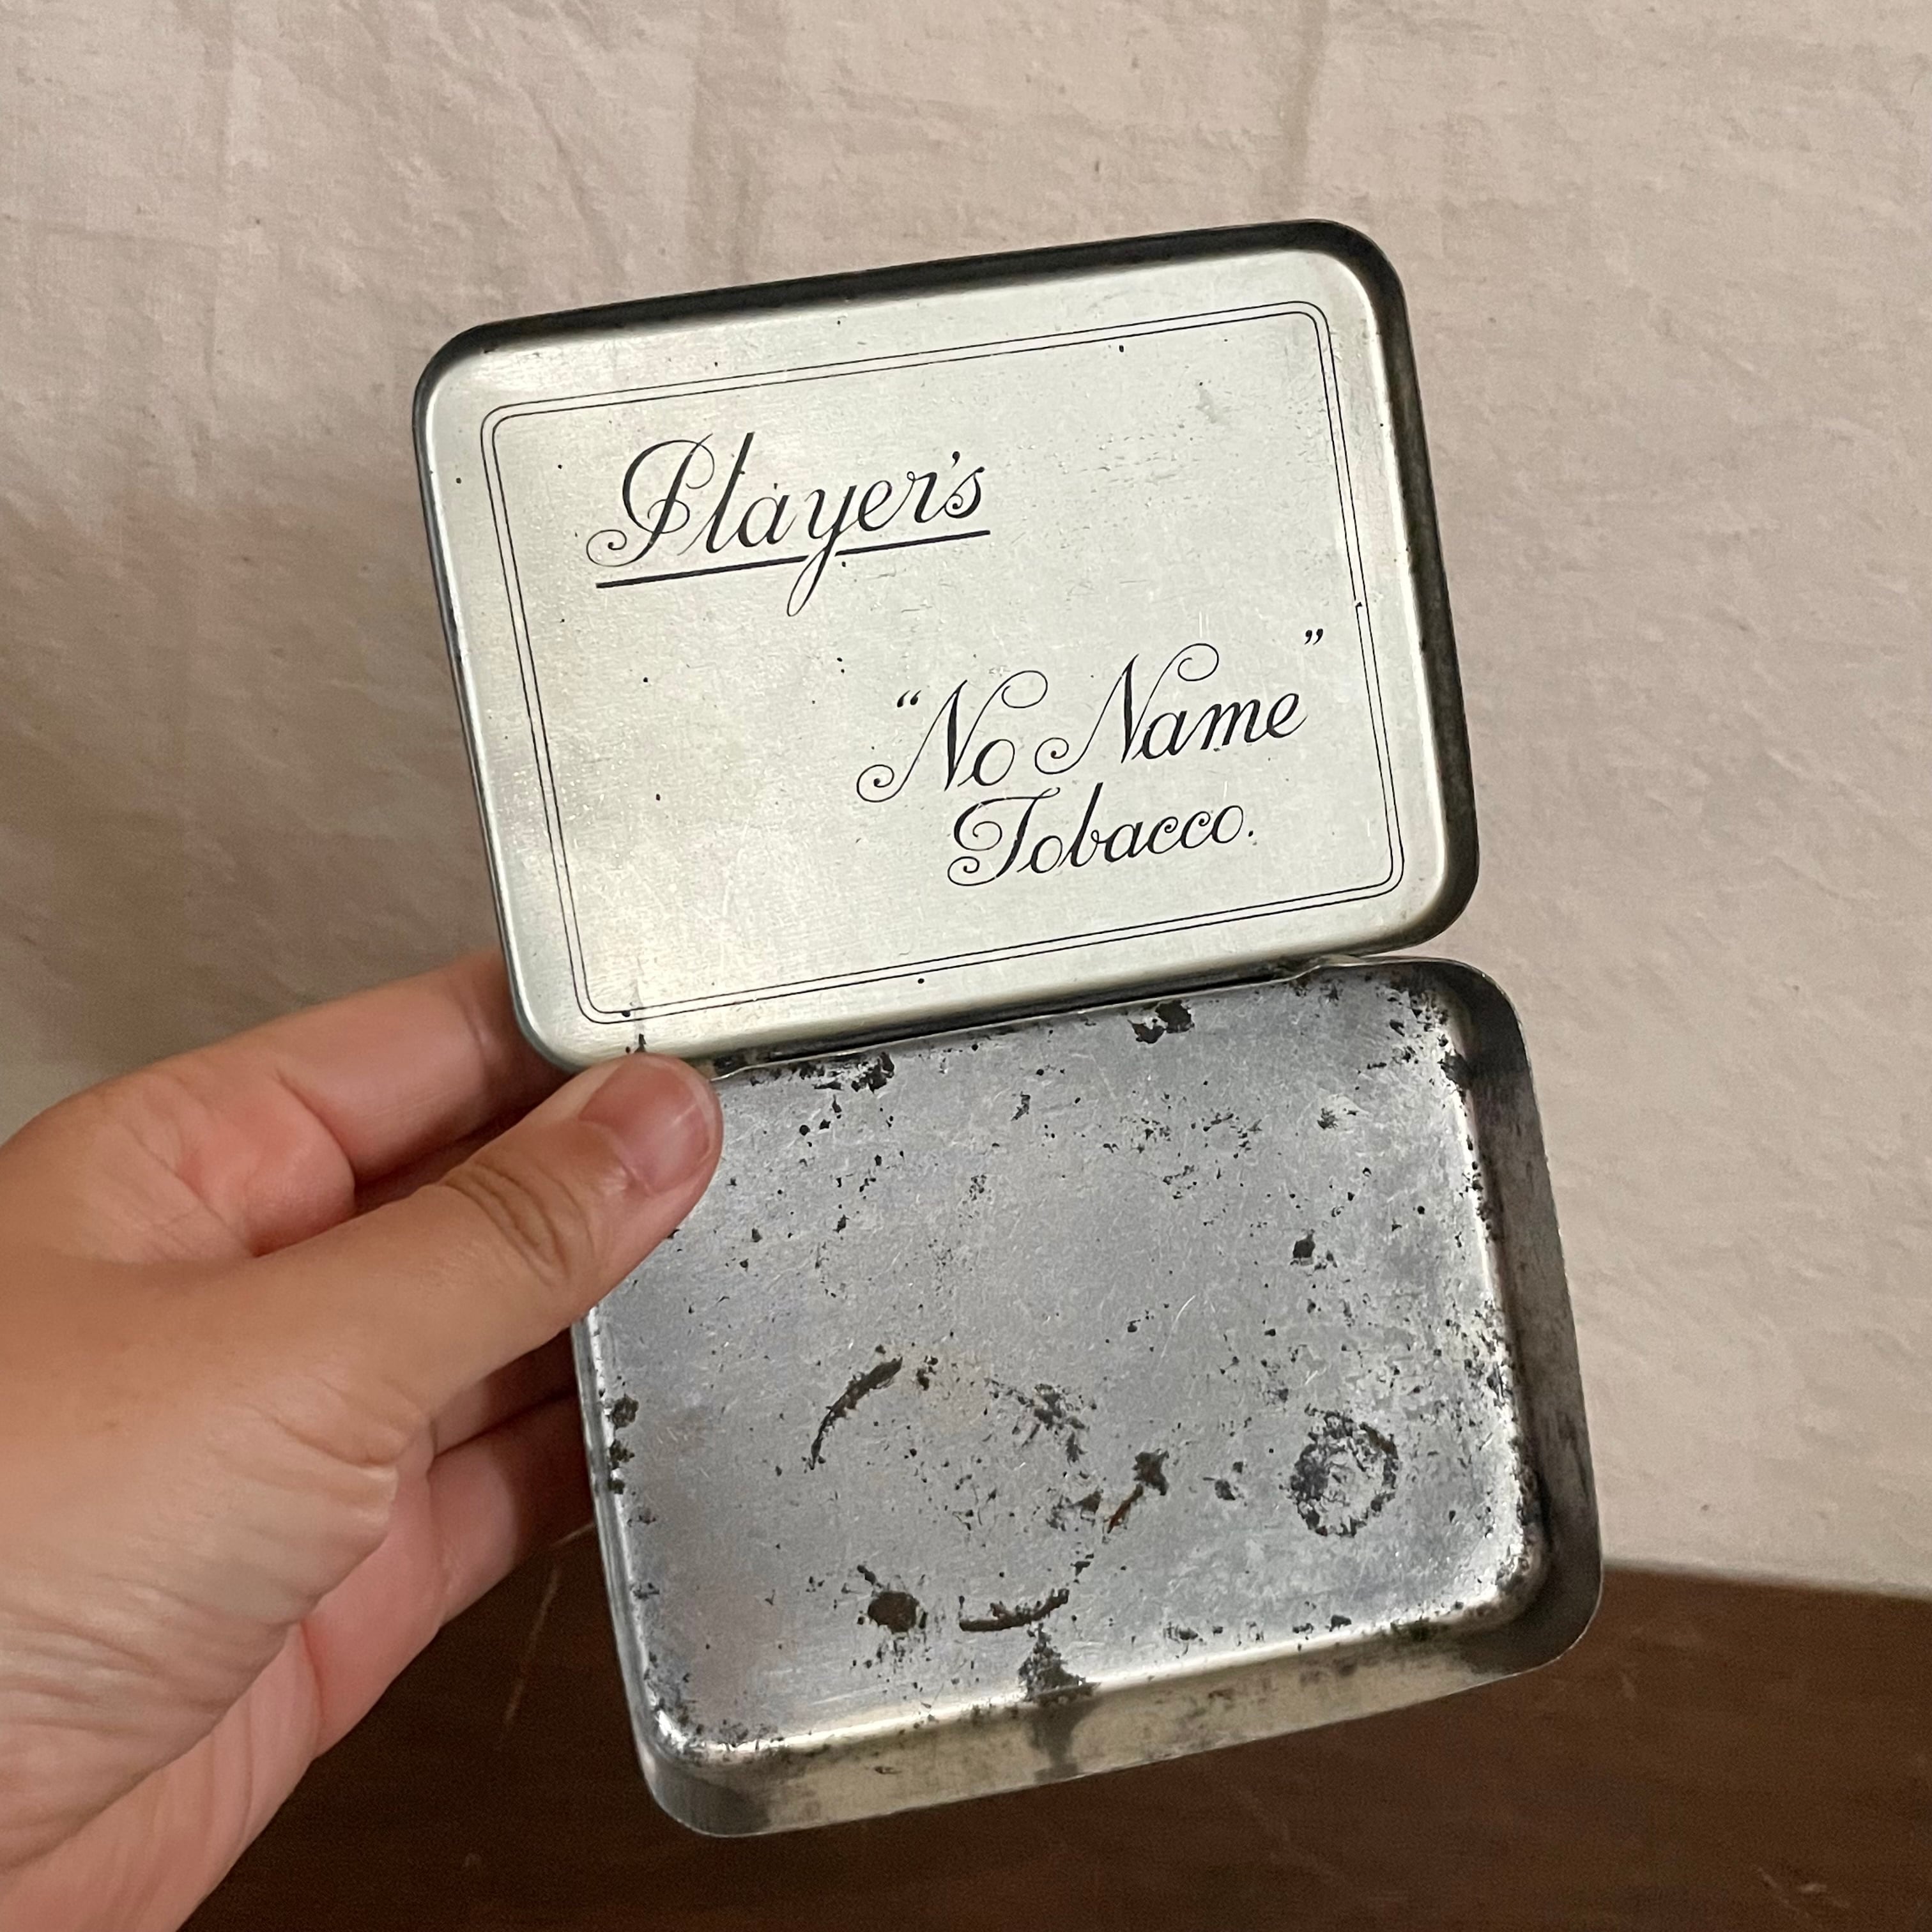 Player's
"No Name"
Tobacco.